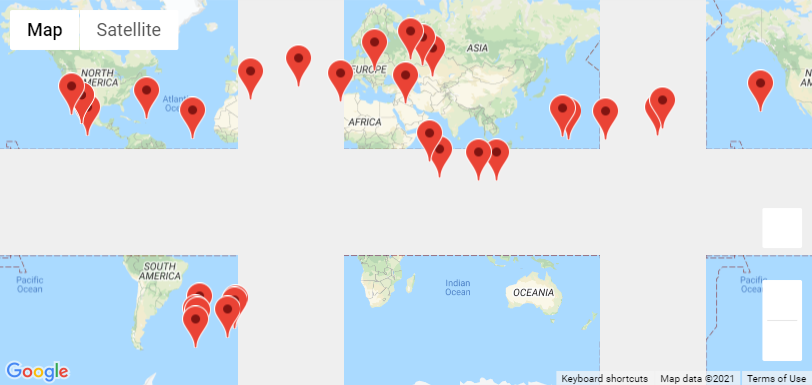 Map
Satellite
NORTH
AMERICA
Atlantic
Ocean
EUROPE
ASIA
AFRICA
Pacific
Ocean
SOUTH
AMERICA
Indian
Ocean
OCEANIA
Pacific
Ocean
Google
Keyboard shortcuts
Map data ©2021
Terms of Use